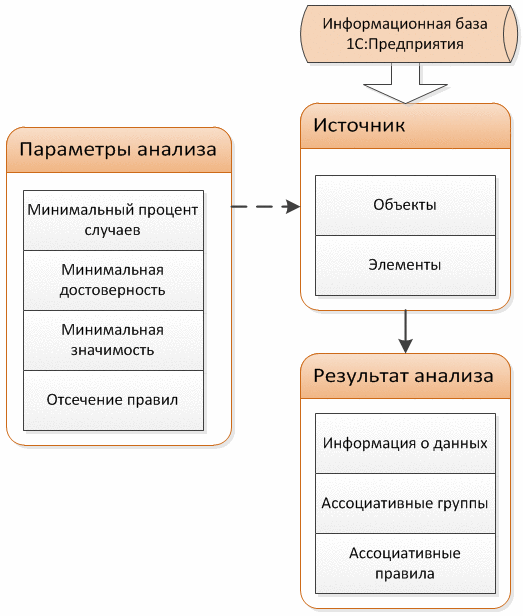 Информационная база
1С:Предприятия
Источник
Объекты
Элементы
Параметры анализа
Минимальный процент
случаев
Минимальная
достоверность
Минимальная
значимость
Отсечение правил
Результат анализа
Информация о данных
Ассоциативные группы
Ассоциативные
правила